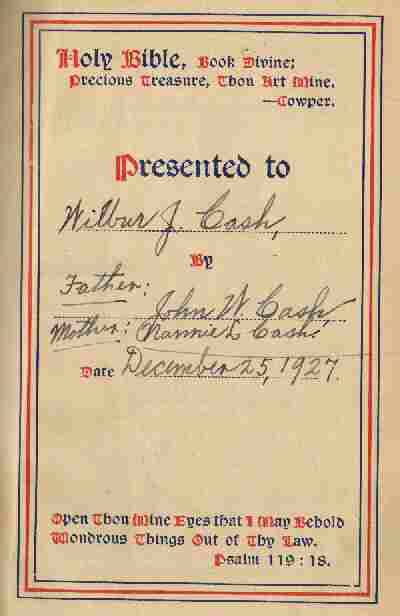 Holy Bible, Book Divine;
Precious Treasure, Thou Art Mine.
—Cowper.
Presented to
Wilbur J. Cash,
By
Father:
John W. Cash,
Mother: Nannie L Cash.
Date December 25, 1927.
Open Thou Mine Eyes that I May Behold
Wondrous Things Out of Thy Law.
Psalm 119 : 18.